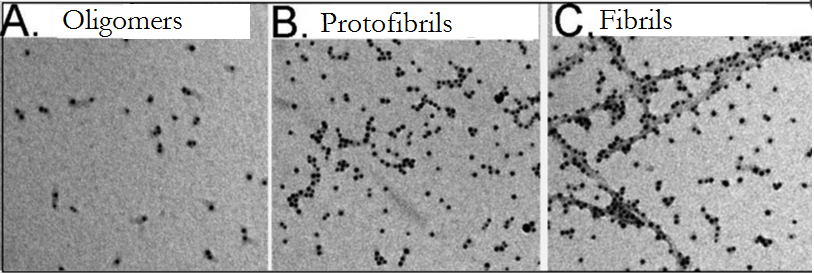 A. Oligomers
B. Protofibrils
C. Fibrils